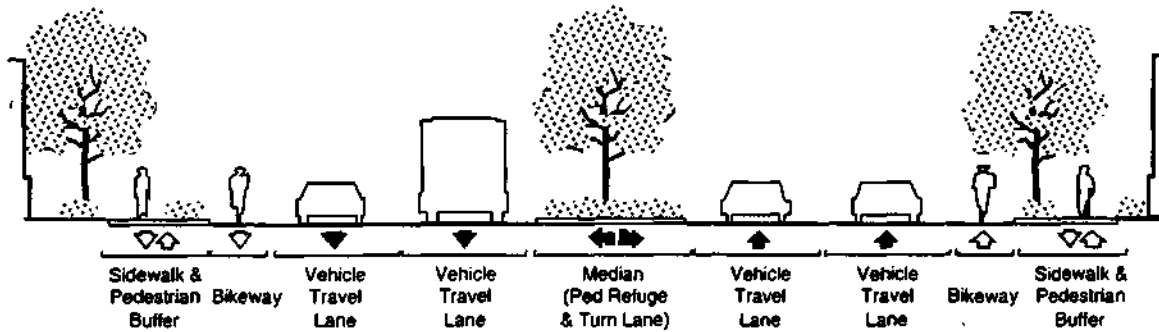 Sidewalk &
Pedestrian
Buffer
Bikeway
Vehicle
Travel
Lane
Vehicle
Travel
Lane
Median
(Ped Refuge
& Turn Lane)
Vehicle
Travel
Lane
Vehicle
Travel
Lane
Bikeway
Sidewalk &
Pedestrian
Buffer